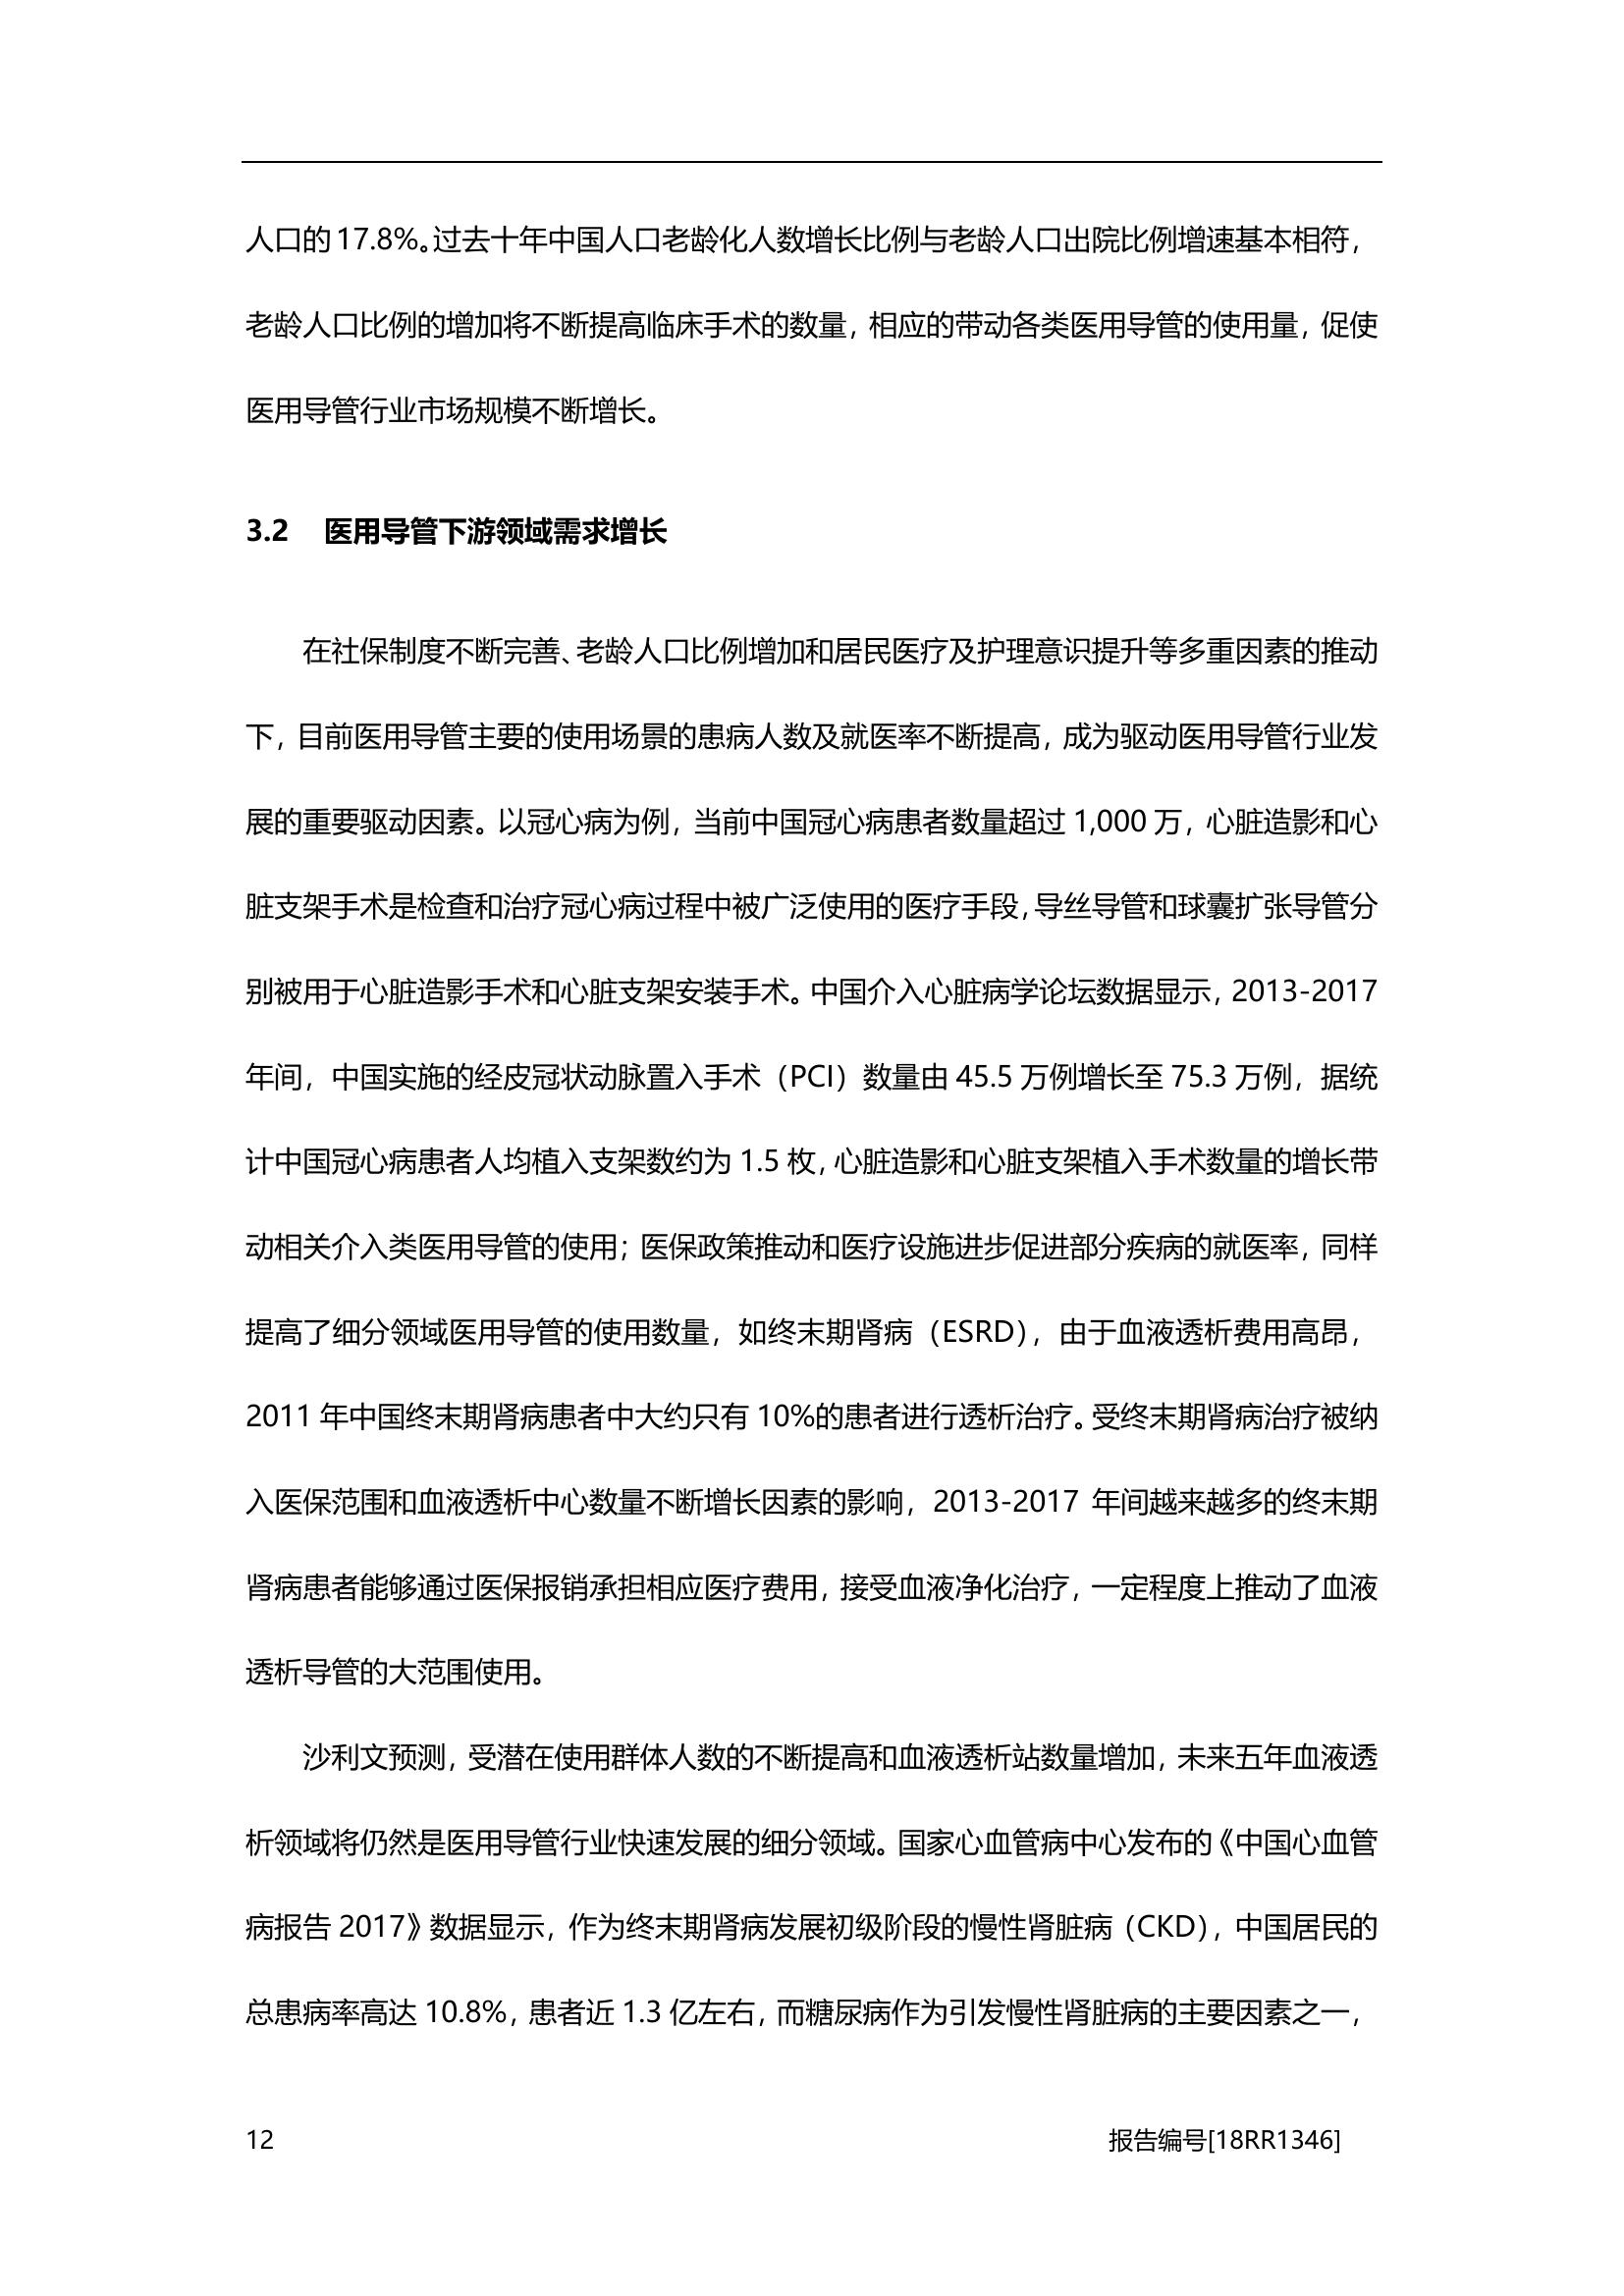 人口的 17.8%。过去十年中国人口老龄化人数增长比例与老龄人口出院比例增速基本相符，
老龄人口比例的增加将不断提高临床手术的数量，相应的带动各类医用导管的使用量，促使
医用导管行业市场规模不断增长。
3.2 医用导管下游领域需求增长
在社保制度不断完善、老龄人口比例增加和居民医疗及护理意识提升等多重因素的推动
下，目前医用导管主要的使用场景的患病人数及就医率不断提高，成为驱动医用导管行业发
展的重要驱动因素。以冠心病为例，当前中国冠心病患者数量超过 1,000 万，心脏造影和心
脏支架手术是检查和治疗冠心病过程中被广泛使用的医疗手段，导丝导管和球囊扩张导管分
别被用于心脏造影手术和心脏支架安装手术。中国介入心脏病学论坛数据显示，2013-2017
年间，中国实施的经皮冠状动脉置入手术（PCI）数量由 45.5 万例增长至 75.3 万例，据统
计中国冠心病患者人均植入支架数约为 1.5 枚，心脏造影和心脏支架植入手术数量的增长带
动相关介入类医用导管的使用；医保政策推动和医疗设施进步促进部分疾病的就医率，同样
提高了细分领域医用导管的使用数量，如终末期肾病（ESRD），由于血液透析费用高昂，
2011 年中国终末期肾病患者中大约只有 10%的患者进行透析治疗。受终末期肾病治疗被纳
入医保范围和血液透析中心数量不断增长因素的影响，2013-2017 年间越来越多的终末期
肾病患者能够通过医保报销承担相应医疗费用，接受血液净化治疗，一定程度上推动了血液
透析导管的大范围使用。
沙利文预测，受潜在使用群体人数的不断提高和血液透析站数量增加，未来五年血液透
析领域将仍然是医用导管行业快速发展的细分领域。国家心血管病中心发布的《中国心血管
病报告 2017》数据显示，作为终末期肾病发展初级阶段的慢性肾脏病（CKD），中国居民的
总患病率高达 10.8%，患者近 1.3 亿左右，而糖尿病作为引发慢性肾脏病的主要因素之一，
12 报告编号[18RR1346]